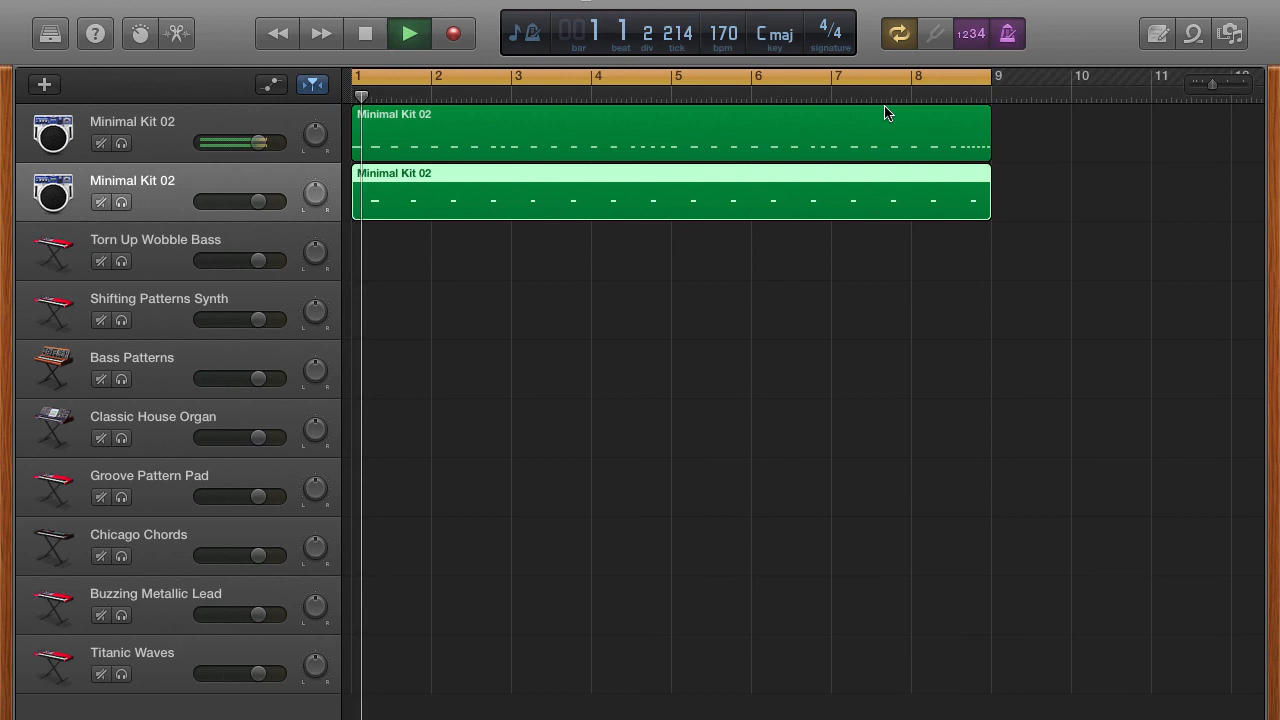 1 1 2 214 170 C maj 4/4
bar beat div tick bpm key signature
1234
1 2 3 4 5 6 7 8 9 10 11
Minimal Kit 02
Minimal Kit 02
L R
Minimal Kit 02
Minimal Kit 02
L R
Torn Up Wobble Bass
L R
Shifting Patterns Synth
L R
Bass Patterns
L R
Classic House Organ
L R
Groove Pattern Pad
L R
Chicago Chords
L R
Buzzing Metallic Lead
L R
Titanic Waves
L R